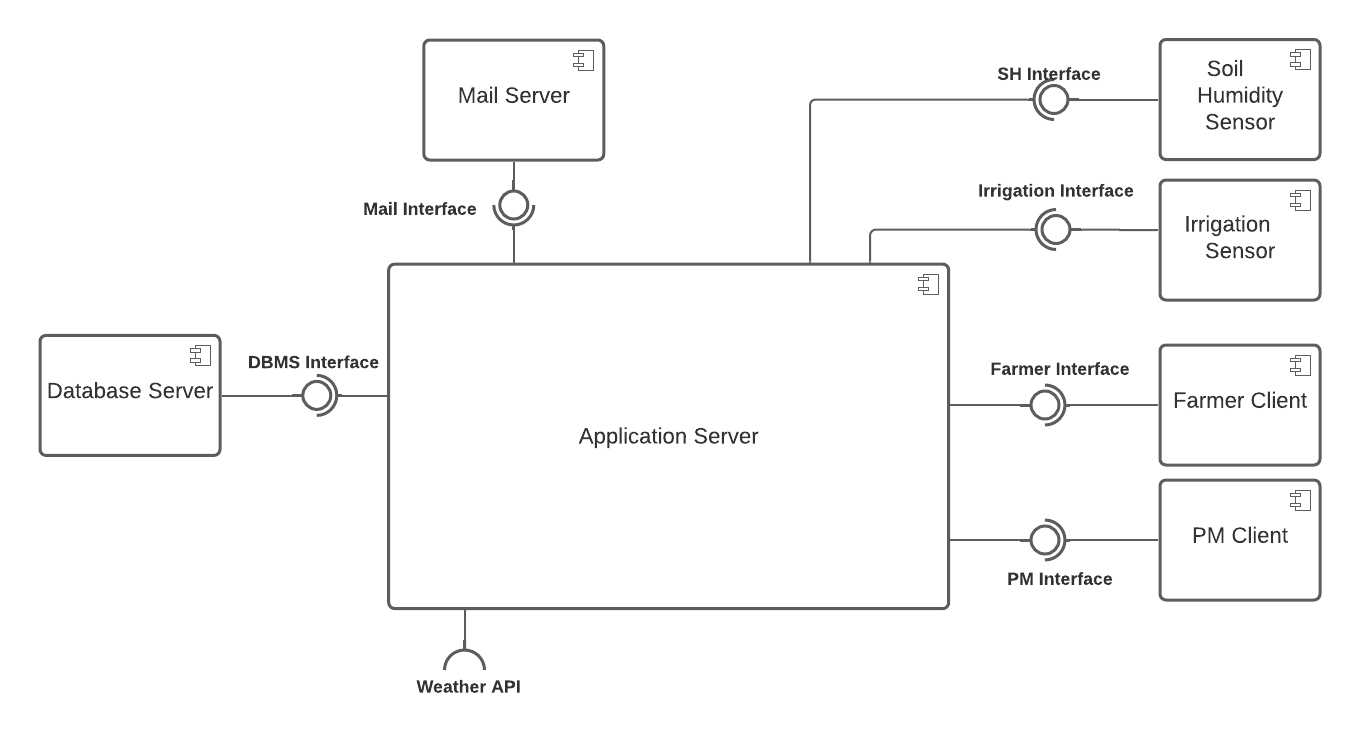 Mail Server
SH Interface
Soil
Humidity
Sensor
Mail Interface
Irrigation Interface
Irrigation
Sensor
DBMS Interface
Database Server
Application Server
Farmer Interface
Farmer Client
PM Client
PM Interface
Weather API